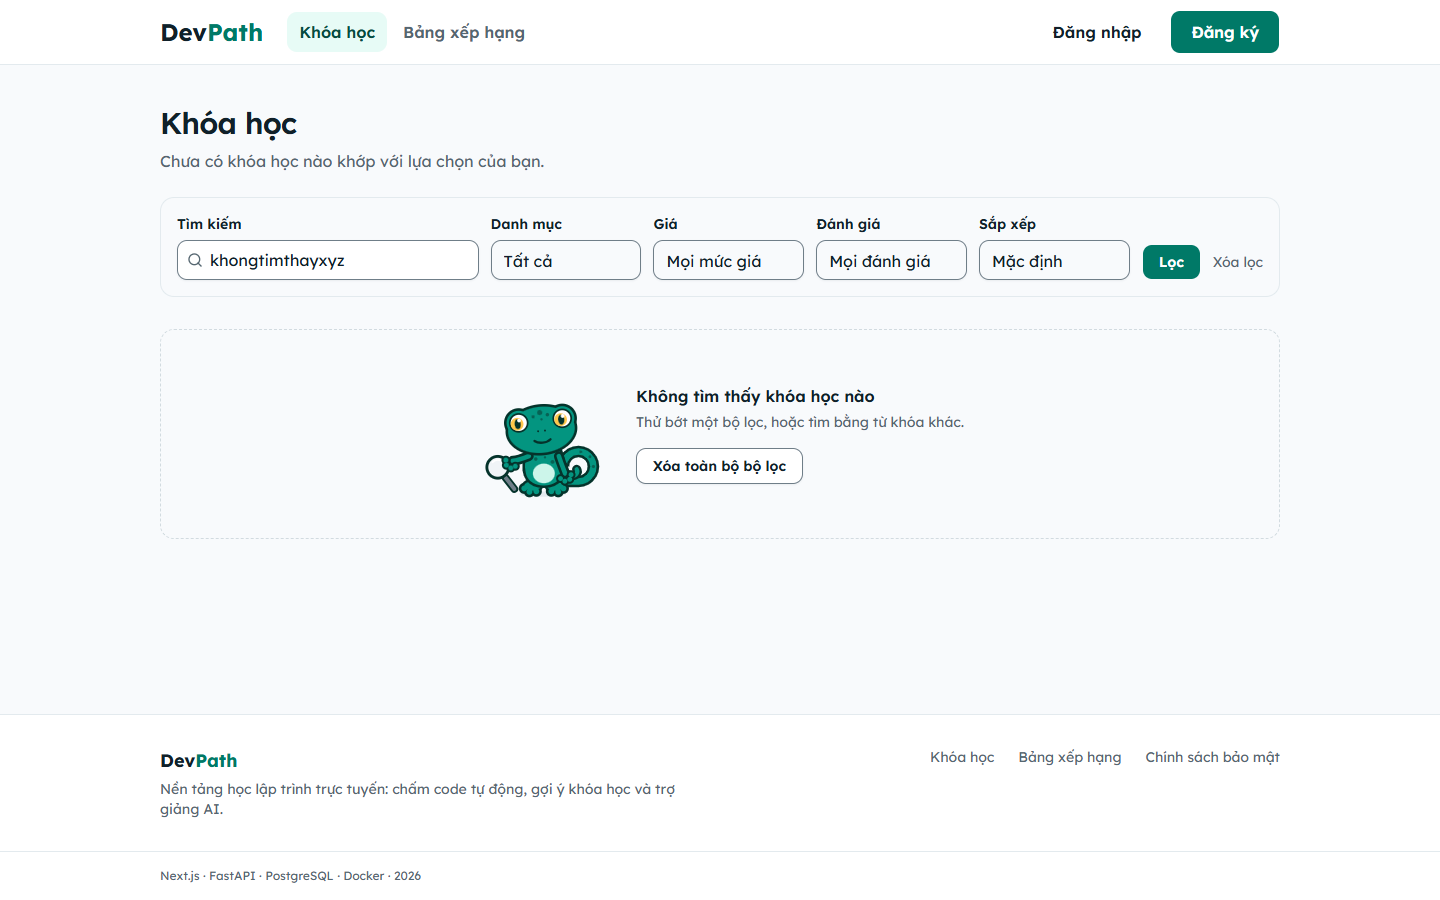 DevPath
Khóa học
Bảng xếp hạng
Đăng nhập
Đăng ký
Khóa học
Chưa có khóa học nào khớp với lựa chọn của bạn.
Tìm kiếm
Danh mục
Giá
Đánh giá
Sắp xếp
khongtimthayxyz
Tất cả
Mọi mức giá
Mọi đánh giá
Mặc định
Lọc
Xóa lọc
Không tìm thấy khóa học nào
Thử bớt một bộ lọc, hoặc tìm bằng từ khóa khác.
Xóa toàn bộ bộ lọc
DevPath
Nền tảng học lập trình trực tuyến: chấm code tự động, gợi ý khóa học và trợ
giảng AI.
Khóa học
Bảng xếp hạng
Chính sách bảo mật
Next.js · FastAPI · PostgreSQL · Docker · 2026